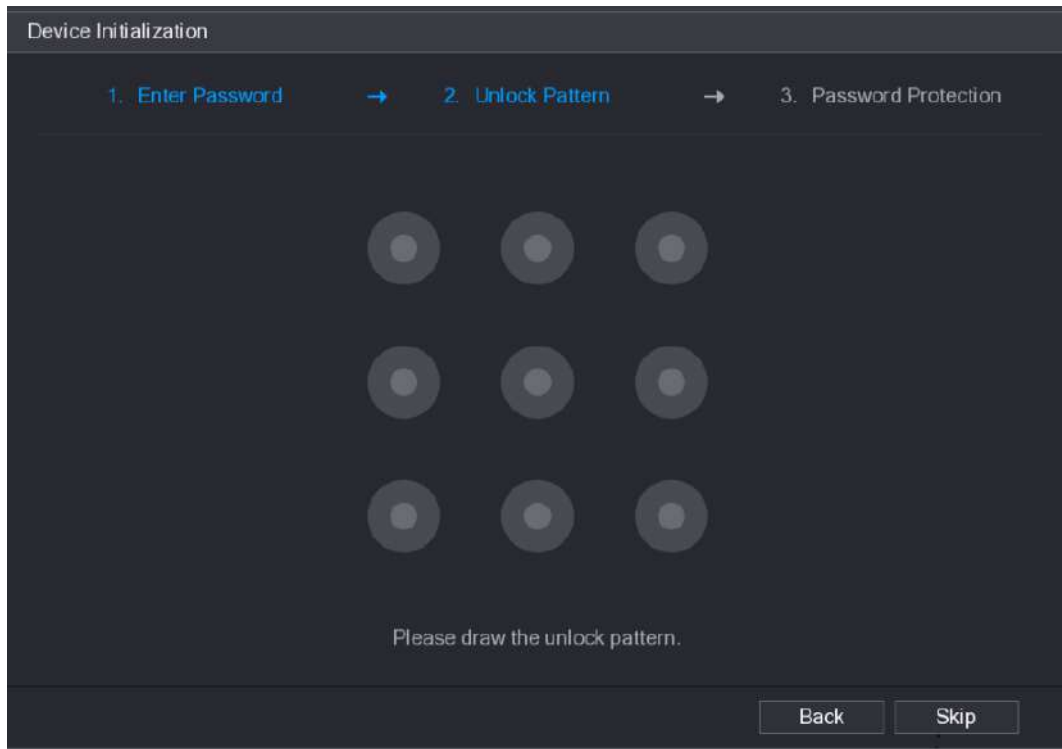 Device Initialization
1. Enter Password → 2. Unlock Pattern → 3. Password Protection
Please draw the unlock pattern.
Back Skip